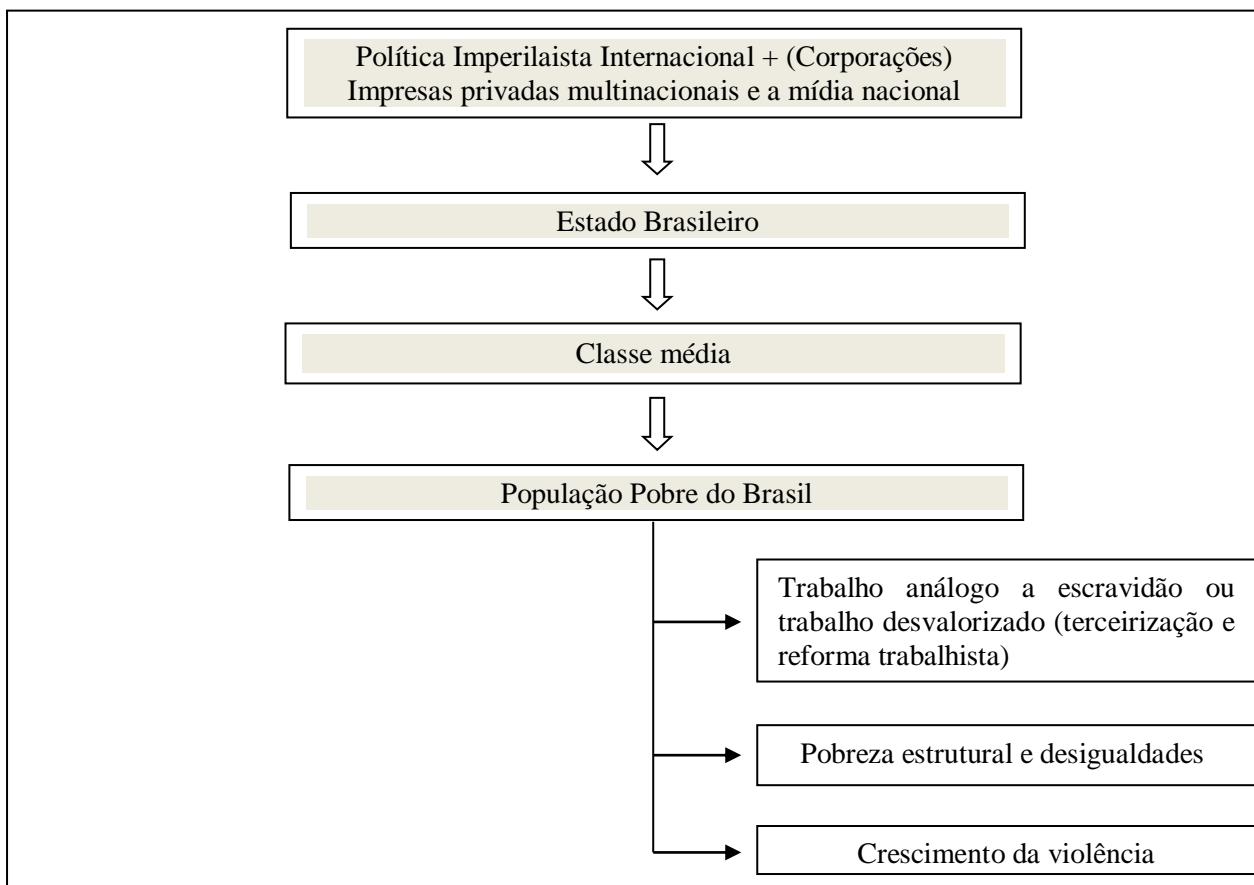 Política Imperilaista Internacional + (Corporações)
Impresas privadas multinacionais e a mídia nacional
Estado Brasileiro
Classe média
População Pobre do Brasil
Trabalho análogo a escravidão ou
trabalho desvalorizado (terceirização e
reforma trabalhista)
Pobreza estrutural e desigualdades
Crescimento da violência